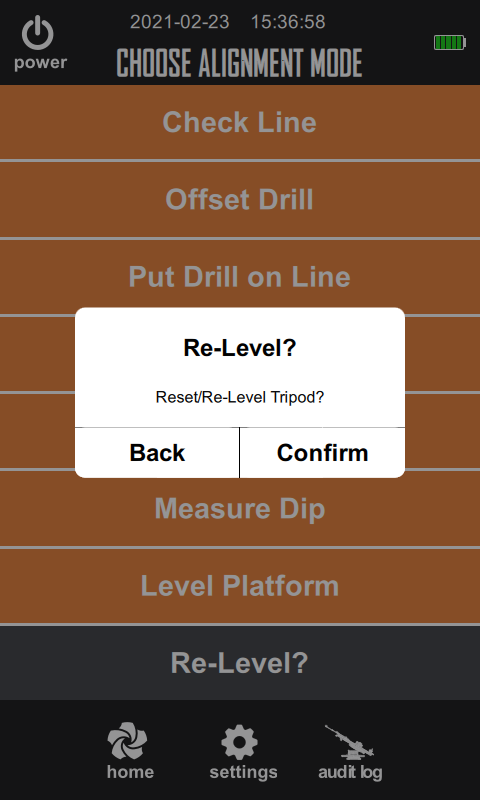 2021-02-23 15:36:58
power
CHOOSE ALIGNMENT MODE
Check Line
Offset Drill
Put Drill on Line
Re-Level?
Reset/Re-Level Tripod?
Back Confirm
Measure Dip
Level Platform
Re-Level?
home settings audit log